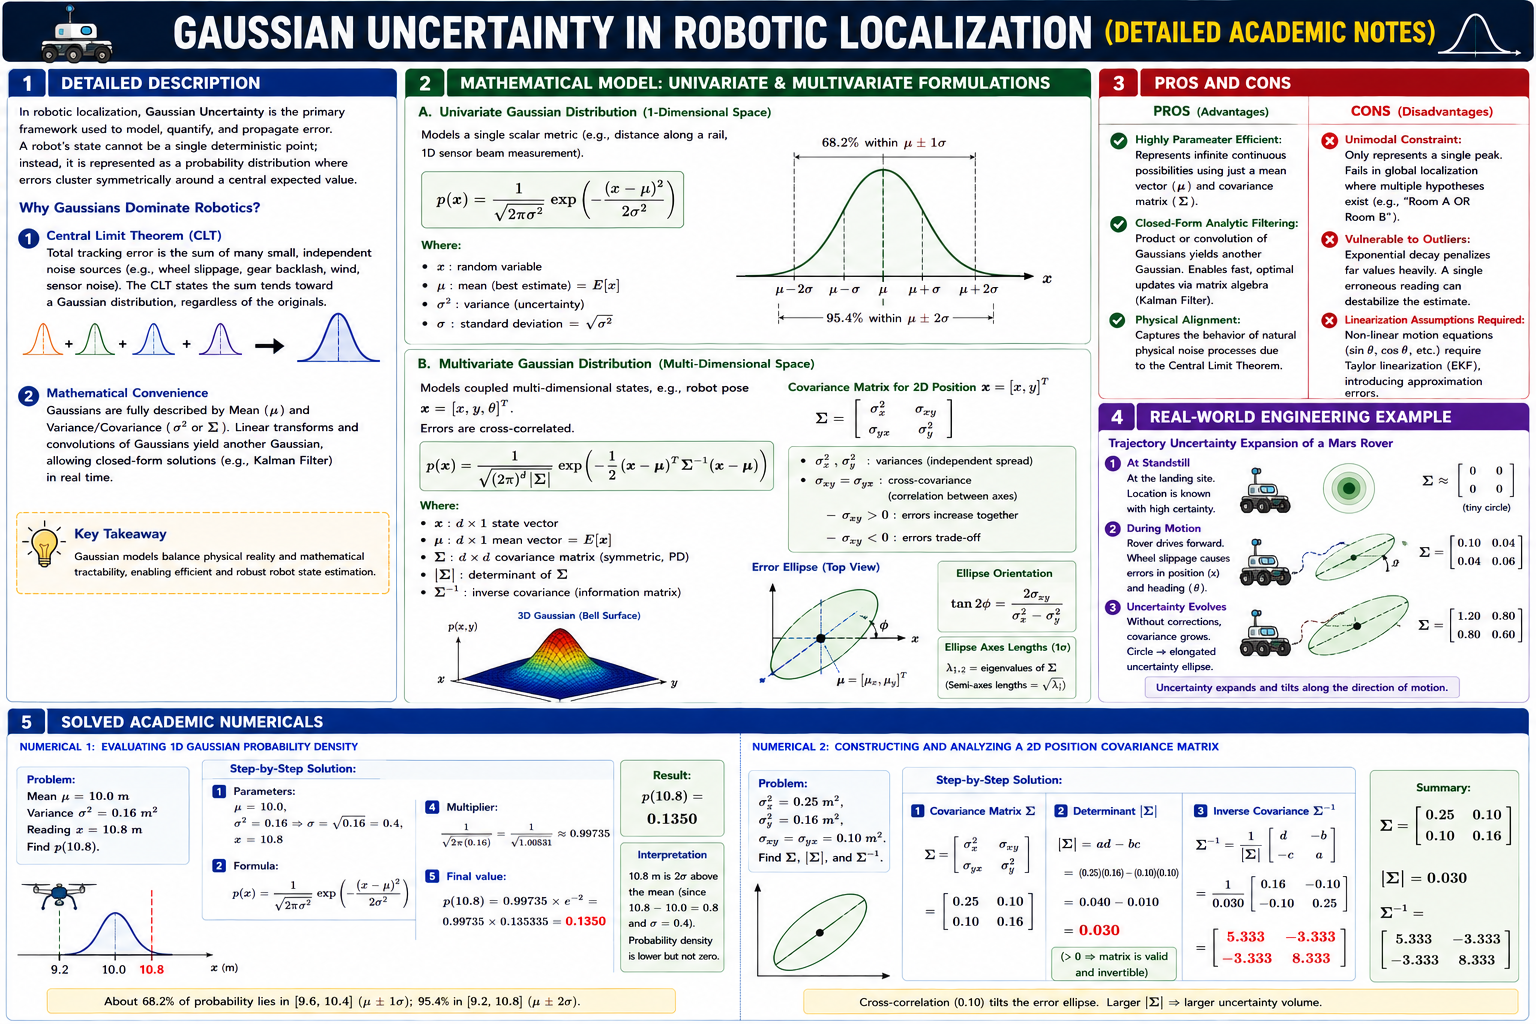 GAUSSIAN UNCERTAINTY IN ROBOTIC LOCALIZATION (DETAILED ACADEMIC NOTES)
1 DETAILED DESCRIPTION
In robotic localization, Gaussian Uncertainty is the primary
framework used to model, quantify, and propagate error.
A robot's state cannot be a single deterministic point;
instead, it is represented as a probability distribution where
errors cluster symmetrically around a central expected value.
Why Gaussians Dominate Robotics?
1 Central Limit Theorem (CLT)
Total tracking error is the sum of many small, independent
noise sources (e.g., wheel slippage, gear backlash, wind,
sensor noise). The CLT states the sum tends toward
a Gaussian distribution, regardless of the originals.
+ + +
2 Mathematical Convenience
Gaussians are fully described by Mean (μ) and
Variance/Covariance (σ² or Σ). Linear transforms and
convolutions of Gaussians yield another Gaussian,
allowing closed-form solutions (e.g., Kalman Filter)
in real time.
Key Takeaway
Gaussian models balance physical reality and mathematical
tractability, enabling efficient and robust robot state estimation.
2 MATHEMATICAL MODEL: UNIVARIATE & MULTIVARIATE FORMULATIONS
A. Univariate Gaussian Distribution (1-Dimensional Space)
Models a single scalar metric (e.g., distance along a rail,
1D sensor beam measurement).
p(x) = 1/√(2πσ²) exp(−(x − μ)²/2σ²)
Where:
• x : random variable
• μ : mean (best estimate) = E[x]
• σ² : variance (uncertainty)
• σ : standard deviation = √σ²
68.2% within μ ± 1σ
μ−2σ μ−σ μ μ+σ μ+2σ x
95.4% within μ ± 2σ
B. Multivariate Gaussian Distribution (Multi-Dimensional Space)
Models coupled multi-dimensional states, e.g., robot pose
x = [x, y, θ]ᵀ.
Errors are cross-correlated.
p(x) = 1/√((2π)ᵈ |Σ|) exp(−1/2 (x − μ)ᵀ Σ⁻¹(x − μ))
Where:
• x : d × 1 state vector
• μ : d × 1 mean vector = E[x]
• Σ : d × d covariance matrix (symmetric, PD)
• |Σ| : determinant of Σ
• Σ⁻¹ : inverse covariance (information matrix)
3D Gaussian (Bell Surface)
p(x,y)
x y
Covariance Matrix for 2D Position x = [x, y]ᵀ
Σ = [ σₓ² σₓᵧ
σᵧₓ σᵧ² ]
• σₓ² , σᵧ² : variances (independent spread)
• σₓᵧ = σᵧₓ : cross-covariance
(correlation between axes)
− σₓᵧ > 0 : errors increase together
− σₓᵧ < 0 : errors trade-off
Error Ellipse (Top View)
ϕ
x
μ = [μₓ, μᵧ]ᵀ
Ellipse Orientation
tan 2ϕ = 2σₓᵧ/(σₓ² − σᵧ²)
Ellipse Axes Lengths (1σ)
λ₁,₂ = eigenvalues of Σ
(Semi-axes lengths = √λᵢ)
3 PROS AND CONS
PROS (Advantages)
Highly Parameater Efficient:
Represents infinite continuous
possibilities using just a mean
vector (μ) and covariance
matrix (Σ).
Closed-Form Analytic Filtering:
Product or convolution of
Gaussians yields another
Gaussian. Enables fast, optimal
updates via matrix algebra
(Kalman Filter).
Physical Alignment:
Captures the behavior of natural
physical noise processes due
to the Central Limit Theorem.
CONS (Disadvantages)
Unimodal Constraint:
Only represents a single peak.
Fails in global localization
where multiple hypotheses
exist (e.g., "Room A OR
Room B").
Vulnerable to Outliers:
Exponential decay penalizes
far values heavily. A single
erroneous reading can
destabilize the estimate.
Linearization Assumptions Required:
Non-linear motion equations
(sin θ, cos θ, etc.) require
Taylor linearization (EKF),
introducing approximation
errors.
4 REAL-WORLD ENGINEERING EXAMPLE
Trajectory Uncertainty Expansion of a Mars Rover
1 At Standstill
At the landing site.
Location is known
with high certainty.
Σ ≈ [ 0 0
0 0 ]
(tiny circle)
2 During Motion
Rover drives forward.
Wheel slippage causes
errors in position (x)
and heading (θ).
Σ = [ 0.10 0.04
0.04 0.06 ]
3 Uncertainty Evolves
Without corrections,
covariance grows.
Circle → elongated
uncertainty ellipse.
Σ = [ 1.20 0.80
0.80 0.60 ]
Uncertainty expands and tilts along the direction of motion.
5 SOLVED ACADEMIC NUMERICALS
NUMERICAL 1: EVALUATING 1D GAUSSIAN PROBABILITY DENSITY
Problem:
Mean μ = 10.0 m
Variance σ² = 0.16 m²
Reading x = 10.8 m
Find p(10.8).
9.2 10.0 10.8 x (m)
Step-by-Step Solution:
1 Parameters:
μ = 10.0,
σ² = 0.16 ⇒ σ = √0.16 = 0.4,
x = 10.8
2 Formula:
p(x) = 1/√(2πσ²) exp(−(x − μ)²/2σ²)
4 Multiplier:
1/√(2π(0.16)) = 1/√1.00531 ≈ 0.99735
5 Final value:
p(10.8) = 0.99735 × e⁻² =
0.99735 × 0.135335 = 0.1350
Result:
p(10.8) =
0.1350
Interpretation
10.8 m is 2σ above
the mean (since
10.8 − 10.0 = 0.8
and σ = 0.4).
Probability density
is lower but not zero.
About 68.2% of probability lies in [9.6, 10.4] (μ ± 1σ); 95.4% in [9.2, 10.8] (μ ± 2σ).
NUMERICAL 2: CONSTRUCTING AND ANALYZING A 2D POSITION COVARIANCE MATRIX
Problem:
σₓ² = 0.25 m²,
σᵧ² = 0.16 m²,
σₓᵧ = σᵧₓ = 0.10 m².
Find Σ, |Σ|, and Σ⁻¹.
Step-by-Step Solution:
1 Covariance Matrix Σ
Σ = [ σₓ² σₓᵧ
σᵧₓ σᵧ² ]
= [ 0.25 0.10
0.10 0.16 ]
2 Determinant |Σ|
|Σ| = ad − bc
= (0.25)(0.16) − (0.10)(0.10)
= 0.040 − 0.010
= 0.030
(> 0 ⇒ matrix is valid
and invertible)
3 Inverse Covariance Σ⁻¹
Σ⁻¹ = 1/|Σ| [ d −b
−c a ]
= 1/0.030 [ 0.16 −0.10
−0.10 0.25 ]
= [ 5.333 −3.333
−3.333 8.333 ]
Summary:
Σ = [ 0.25 0.10
0.10 0.16 ]
|Σ| = 0.030
Σ⁻¹ =
[ 5.333 −3.333
−3.333 8.333 ]
Cross-correlation (0.10) tilts the error ellipse. Larger |Σ| ⇒ larger uncertainty volume.